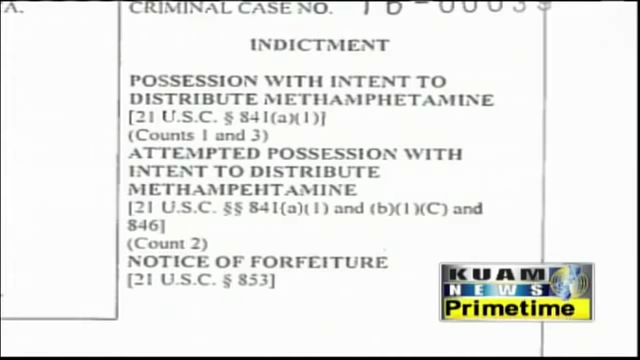 A.
CRIMINAL CASE NO.
INDICTMENT
POSSESSION WITH INTENT TO
DISTRIBUTE METHAMPHETAMINE
[21 U.S.C. § 841(a)(1)]
(Counts 1 and 3)
ATTEMPTED POSSESSION WITH
INTENT TO DISTRIBUTE
METHAMPEHTAMINE
[21 U.S.C. §§ 841(a)(1) and (b)(1)(C) and
846]
(Count 2)
NOTICE OF FORFEITURE
[21 U.S.C. § 853]
KUAM
NEWS
Primetime